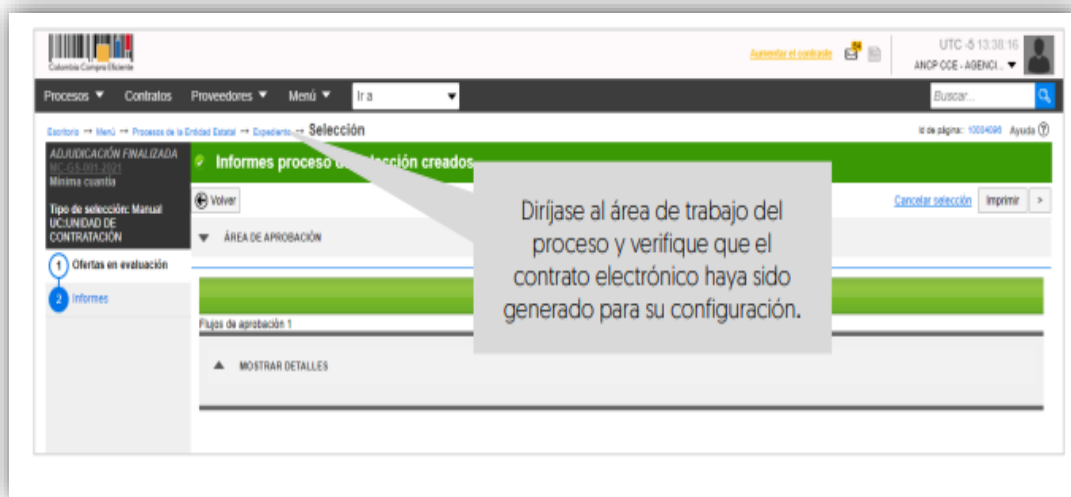 Colombia Compra Eficiente
Aumentar el contraste
UTC -5 13:38:16
ANCP CCE - AGENCI...
Procesos Contratos Proveedores Menú Ir a Buscar...
Escritorio → Menú → Procesos de la Entidad Estatal → Expediente → Selección
Id de página: 10004096 Ayuda
ADJUDICACIÓN FINALIZADA
MC-GS-001-2021
Mínima cuantía
Tipo de selección: Manual
UC:UNIDAD DE
CONTRATACIÓN
1 Ofertas en evaluación
2 Informes
Informes proceso d selección creados
Volver
Cancelar selección Imprimir >
ÁREA DE APROBACIÓN
Flujos de aprobación 1
MOSTRAR DETALLES
Diríjase al área de trabajo del
proceso y verifique que el
contrato electrónico haya sido
generado para su configuración.